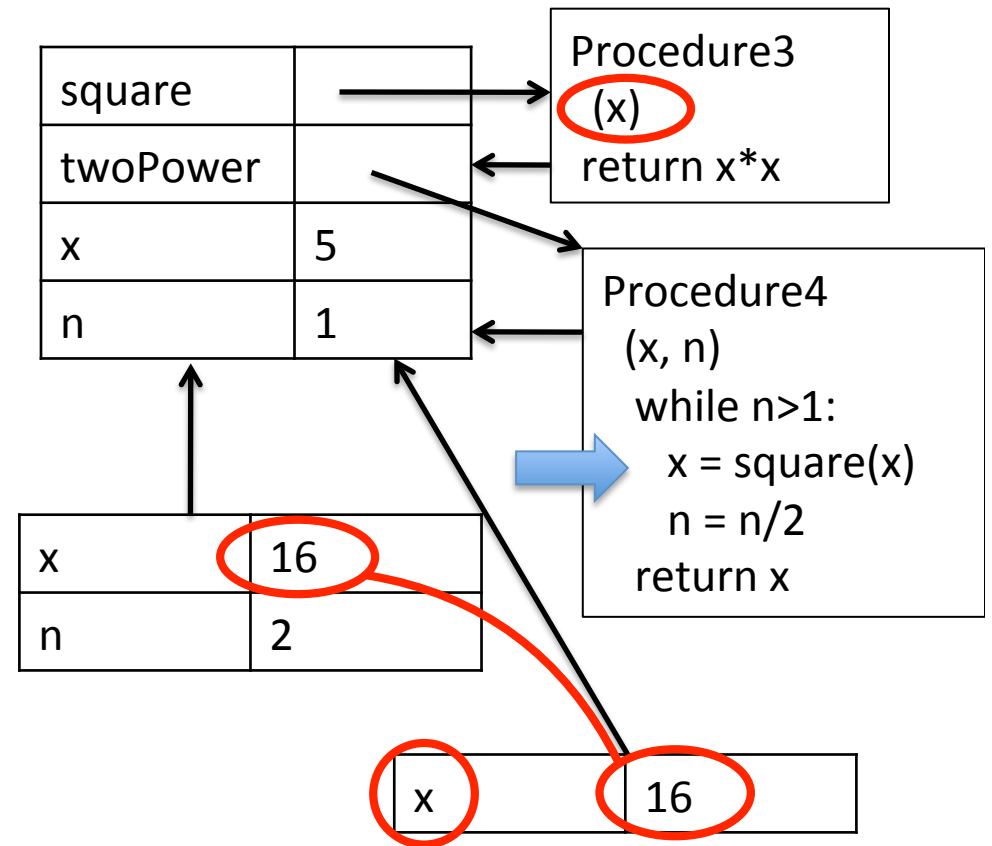 square
twoPower
x 5
n 1
Procedure3
(x)
return x*x
Procedure4
(x, n)
while n>1:
x = square(x)
n = n/2
return x
x 16
n 2
x 16